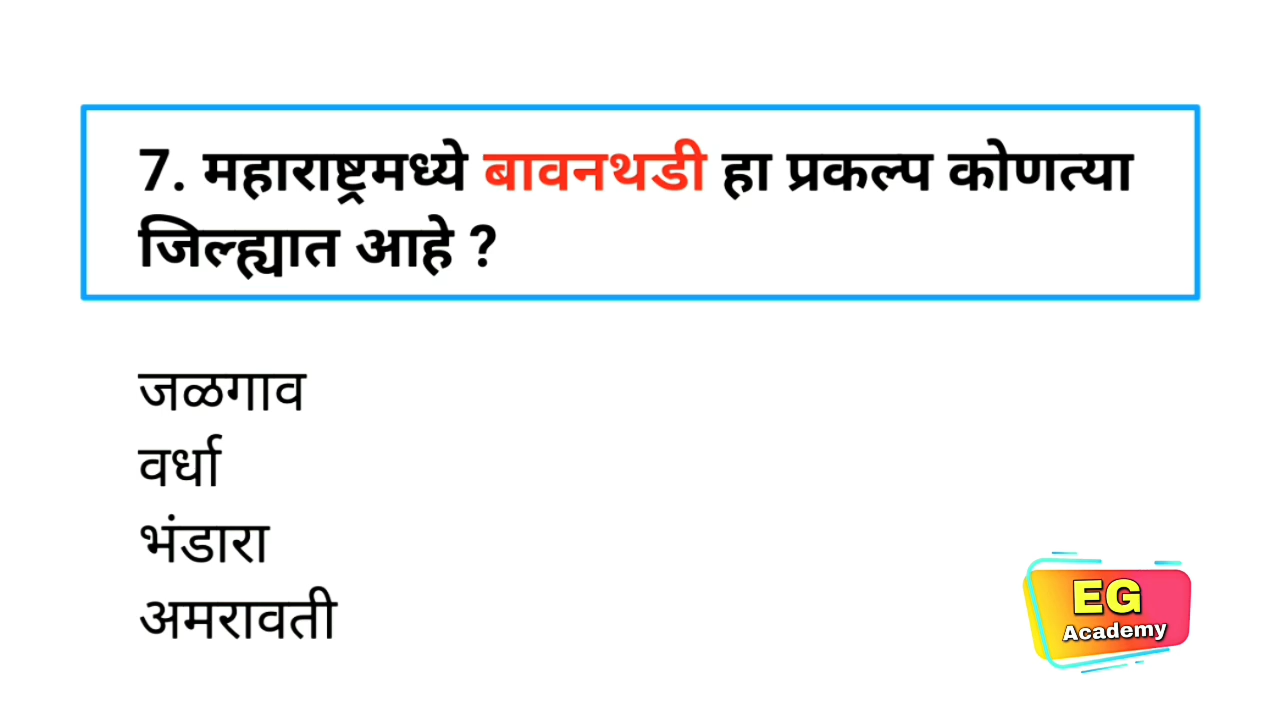 7. महाराष्ट्रमध्ये बावनथडी हा प्रकल्प कोणत्या
जिल्ह्यात आहे ?
जळगाव
वर्धा
भंडारा
अमरावती
EG
Academy